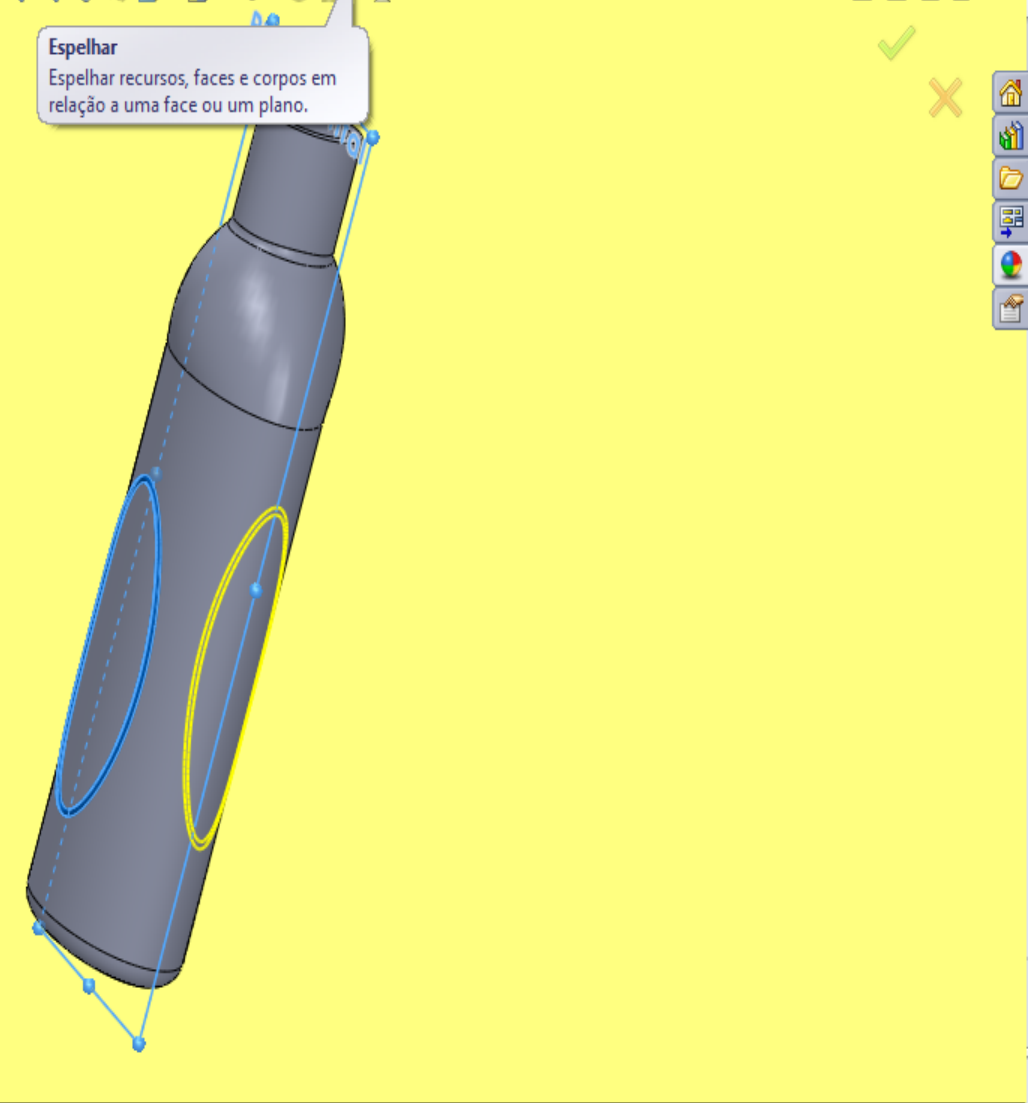 Espelhar
Espelhar recursos, faces e corpos em
relação a uma face ou um plano.